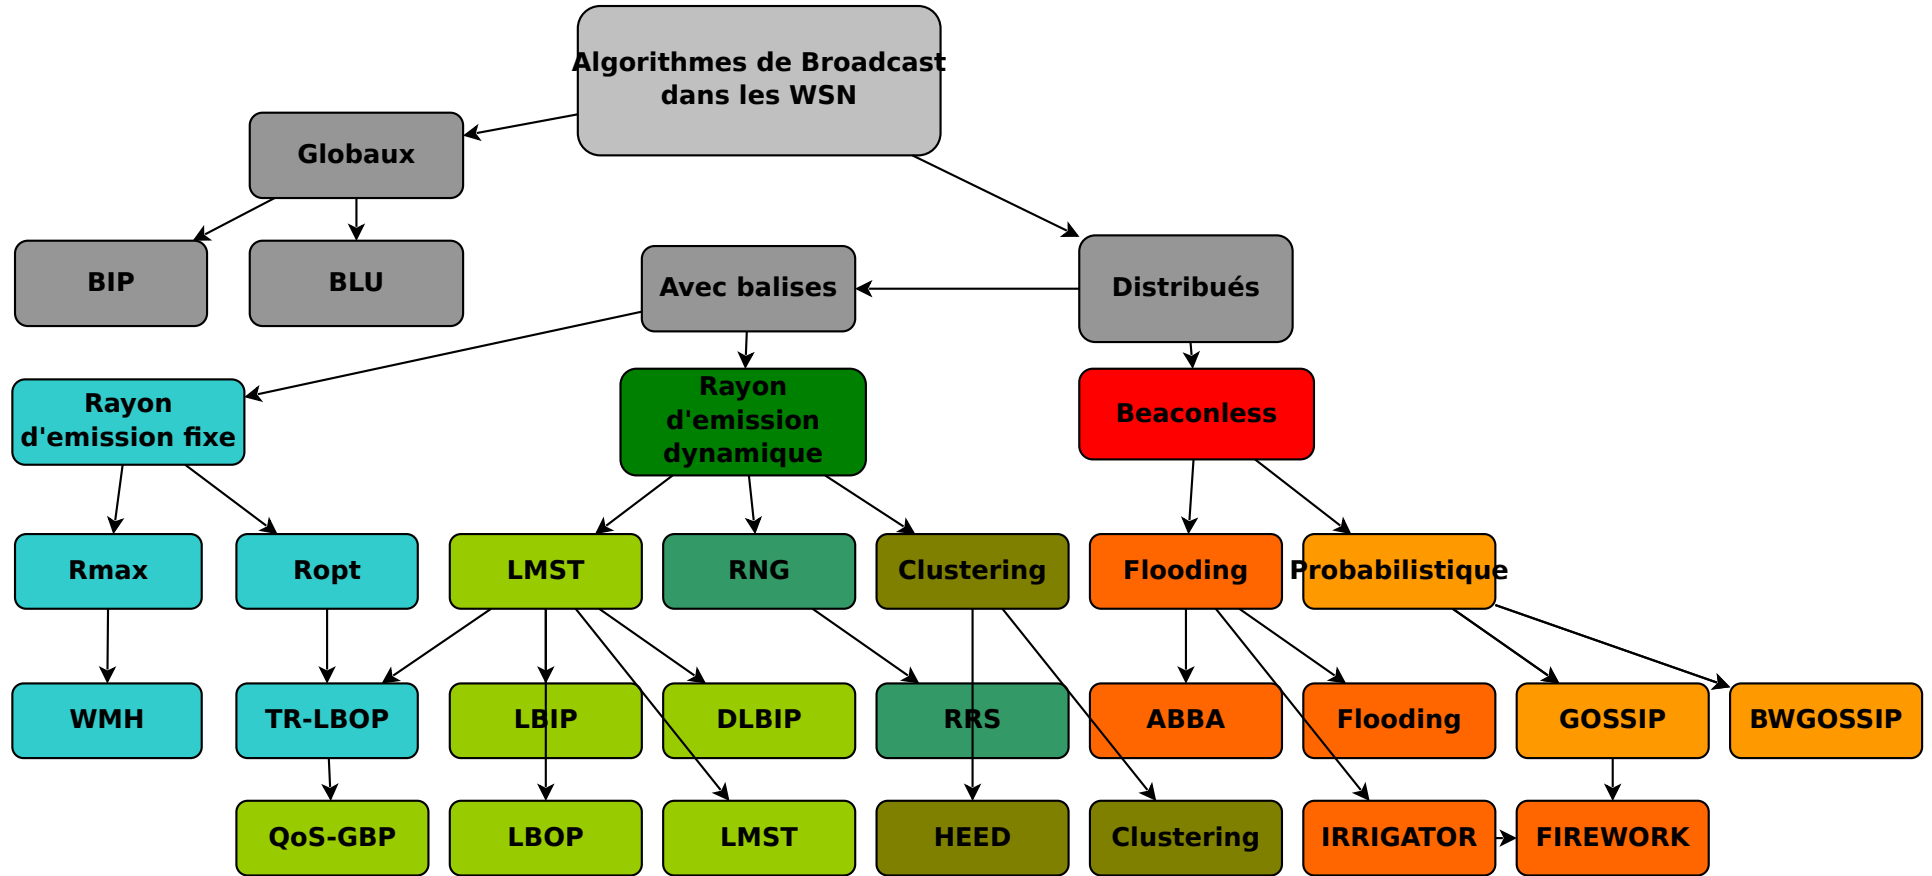 Algorithmes de Broadcast
dans les WSN
Globaux
BIP
BLU
Avec balises
Distribués
Rayon
d'emission fixe
Rayon
d'emission
dynamique
Beaconless
Rmax
Ropt
LMST
RNG
Clustering
Flooding
Probabilistique
WMH
TR-LBOP
LBIP
DLBIP
RRS
ABBA
Flooding
GOSSIP
BWGOSSIP
QoS-GBP
LBOP
LMST
HEED
Clustering
IRRIGATOR
FIREWORK